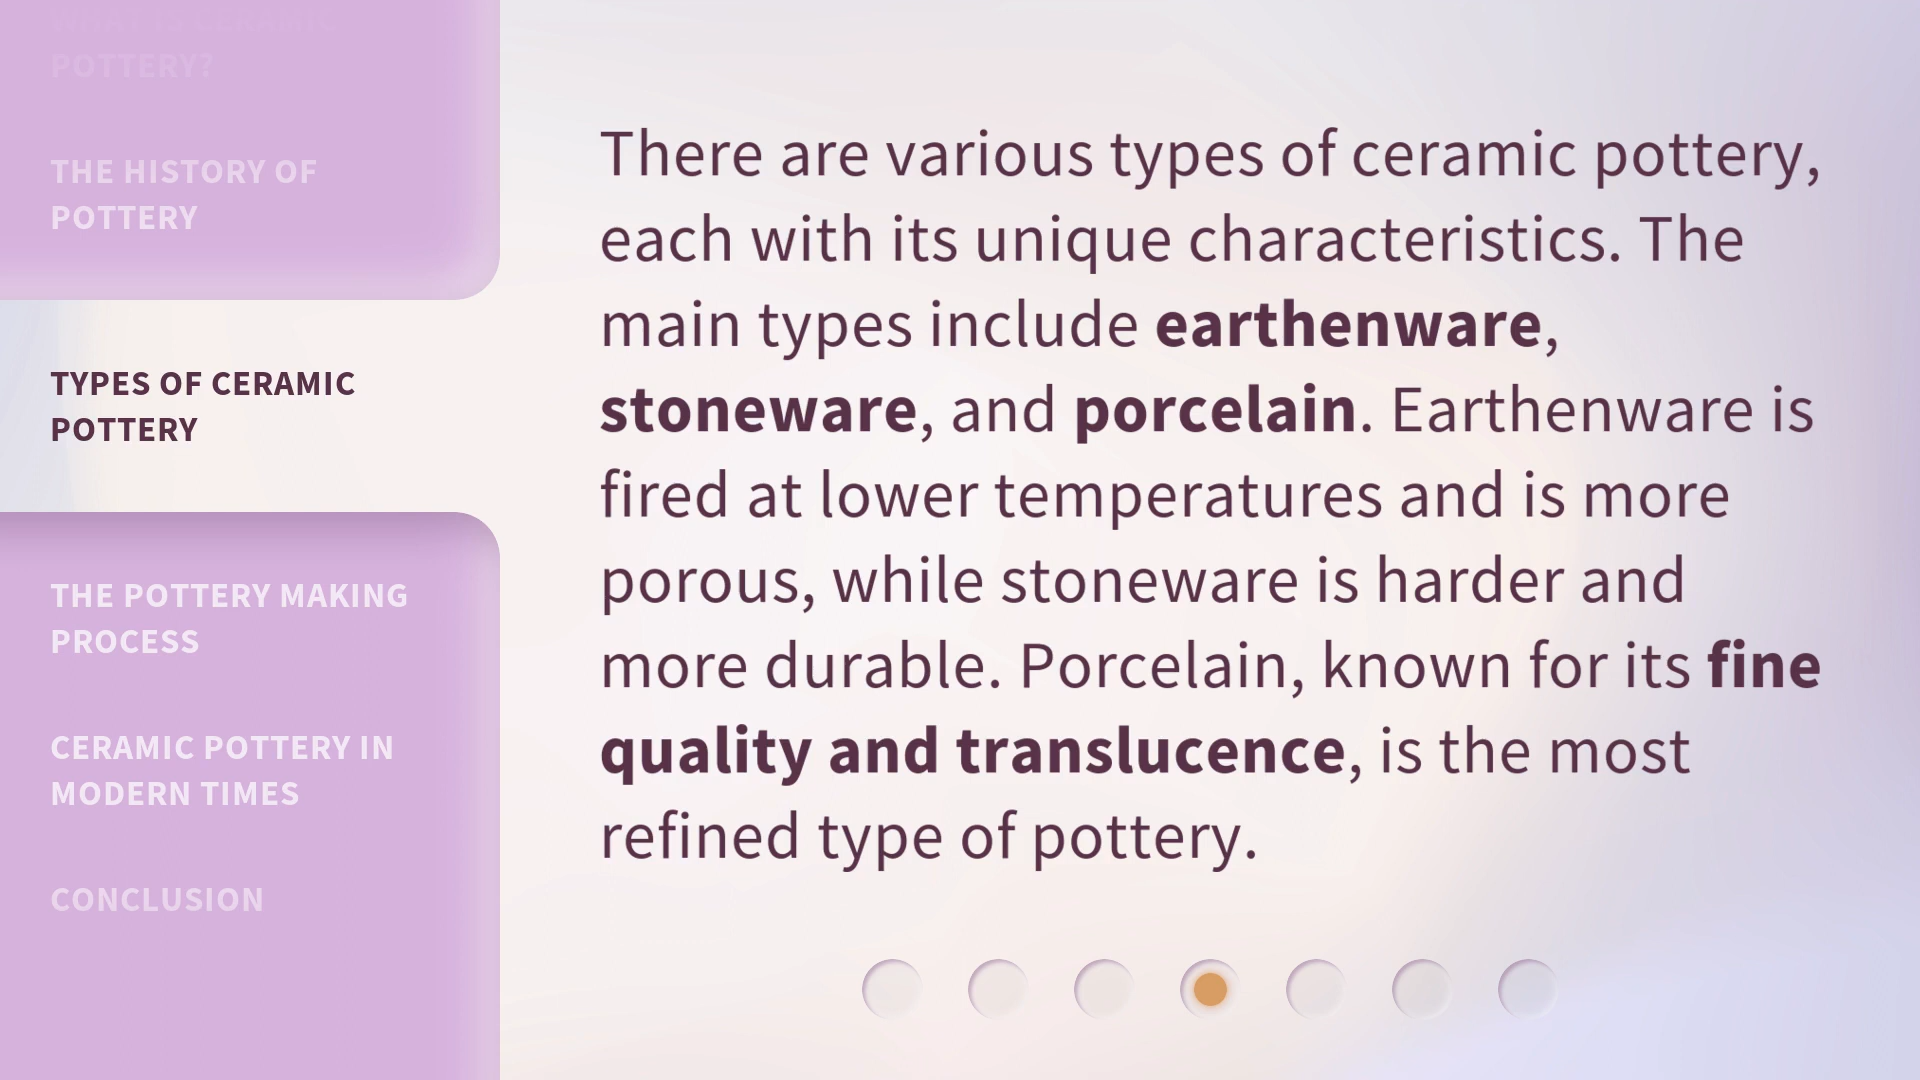 WHAT IS CERAMIC
POTTERY?
THE HISTORY OF
POTTERY
TYPES OF CERAMIC
POTTERY
THE POTTERY MAKING
PROCESS
CERAMIC POTTERY IN
MODERN TIMES
CONCLUSION
There are various types of ceramic pottery,
each with its unique characteristics. The
main types include earthenware,
stoneware, and porcelain. Earthenware is
fired at lower temperatures and is more
porous, while stoneware is harder and
more durable. Porcelain, known for its fine
quality and translucence, is the most
refined type of pottery.